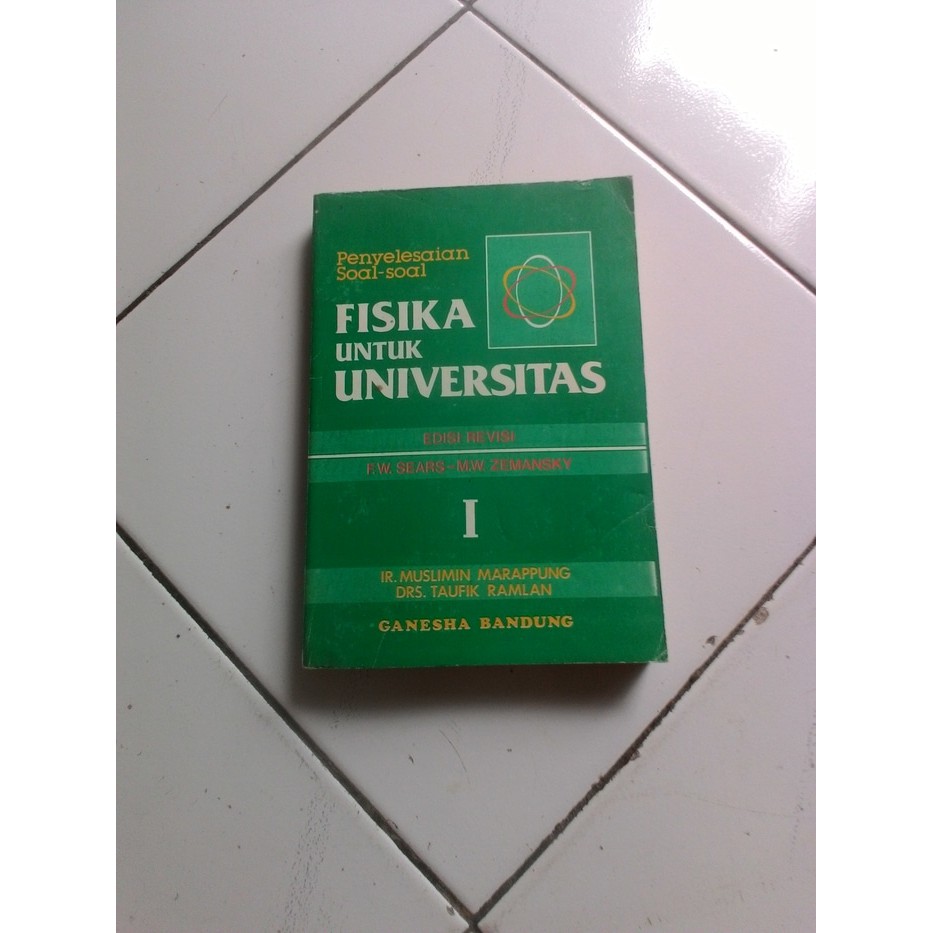 Penyelesaian
Soal-soal
FISIKA
UNTUK
UNIVERSITAS
EDISI REVISI
F.W. SEARS - M.W. ZEMANSKY
I
IR. MUSLIMIN MARAPPUNG
DRS. TAUFIK RAMLAN
GANESHA BANDUNG